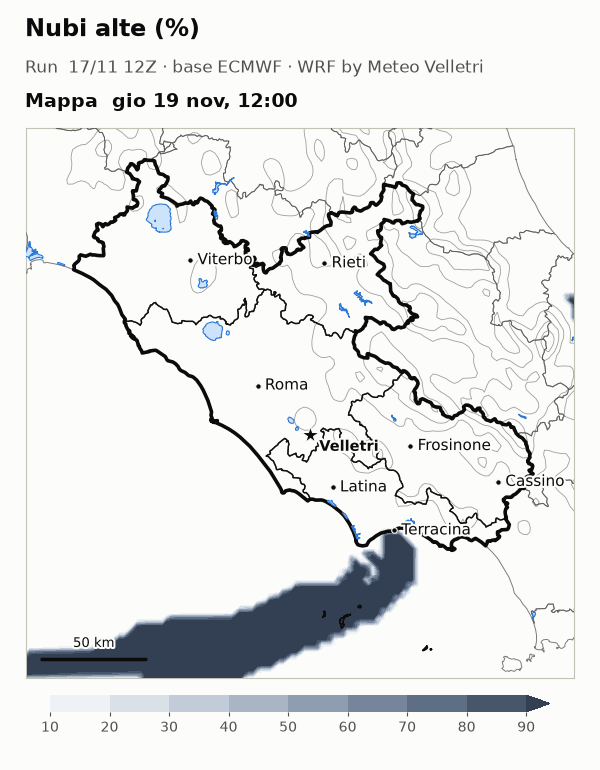 Nubi alte (%)
Run  17/11 12Z · base ECMWF · WRF by Meteo Velletri
Mappa  gio 19 nov, 12:00
Viterbo
Rieti
Roma
Velletri
Frosinone
Latina
Cassino
Terracina
50 km
10 20 30 40 50 60 70 80 90